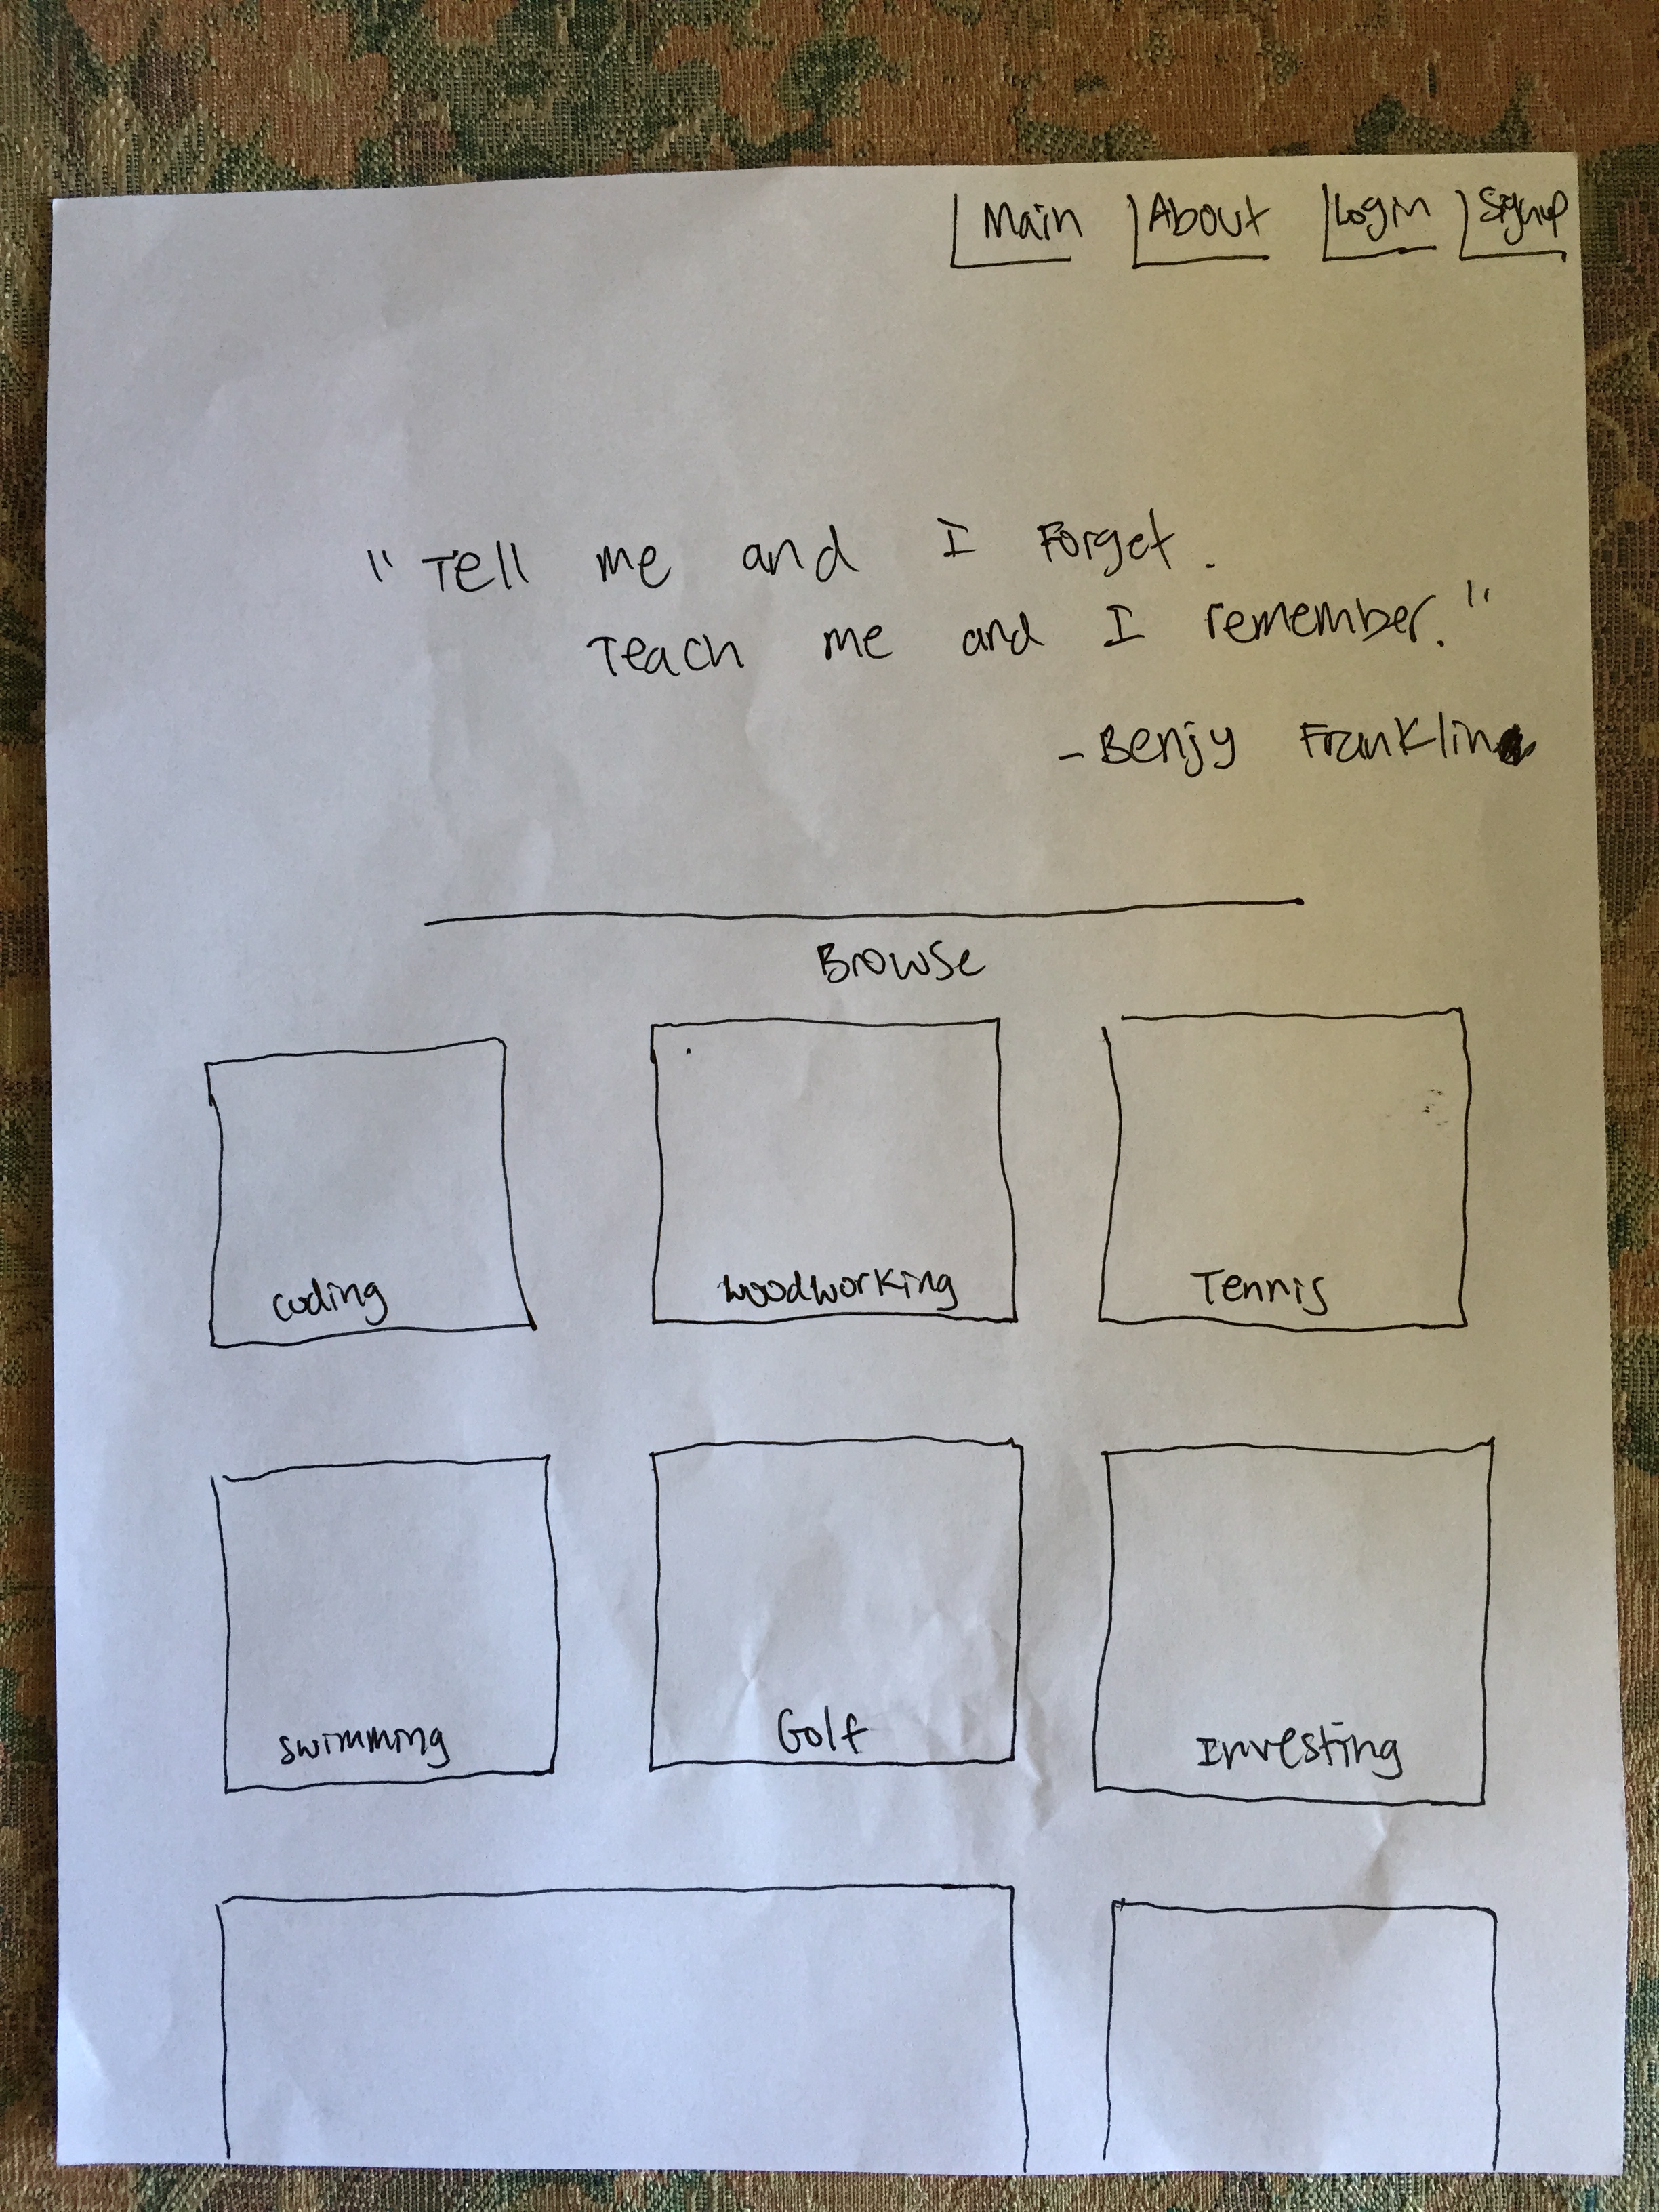 Main About Login Signup
"Tell me and I Forget.
Teach me and I remember."
- Benjy Franklin
Browse
coding woodworking Tennis
swimming Golf Investing